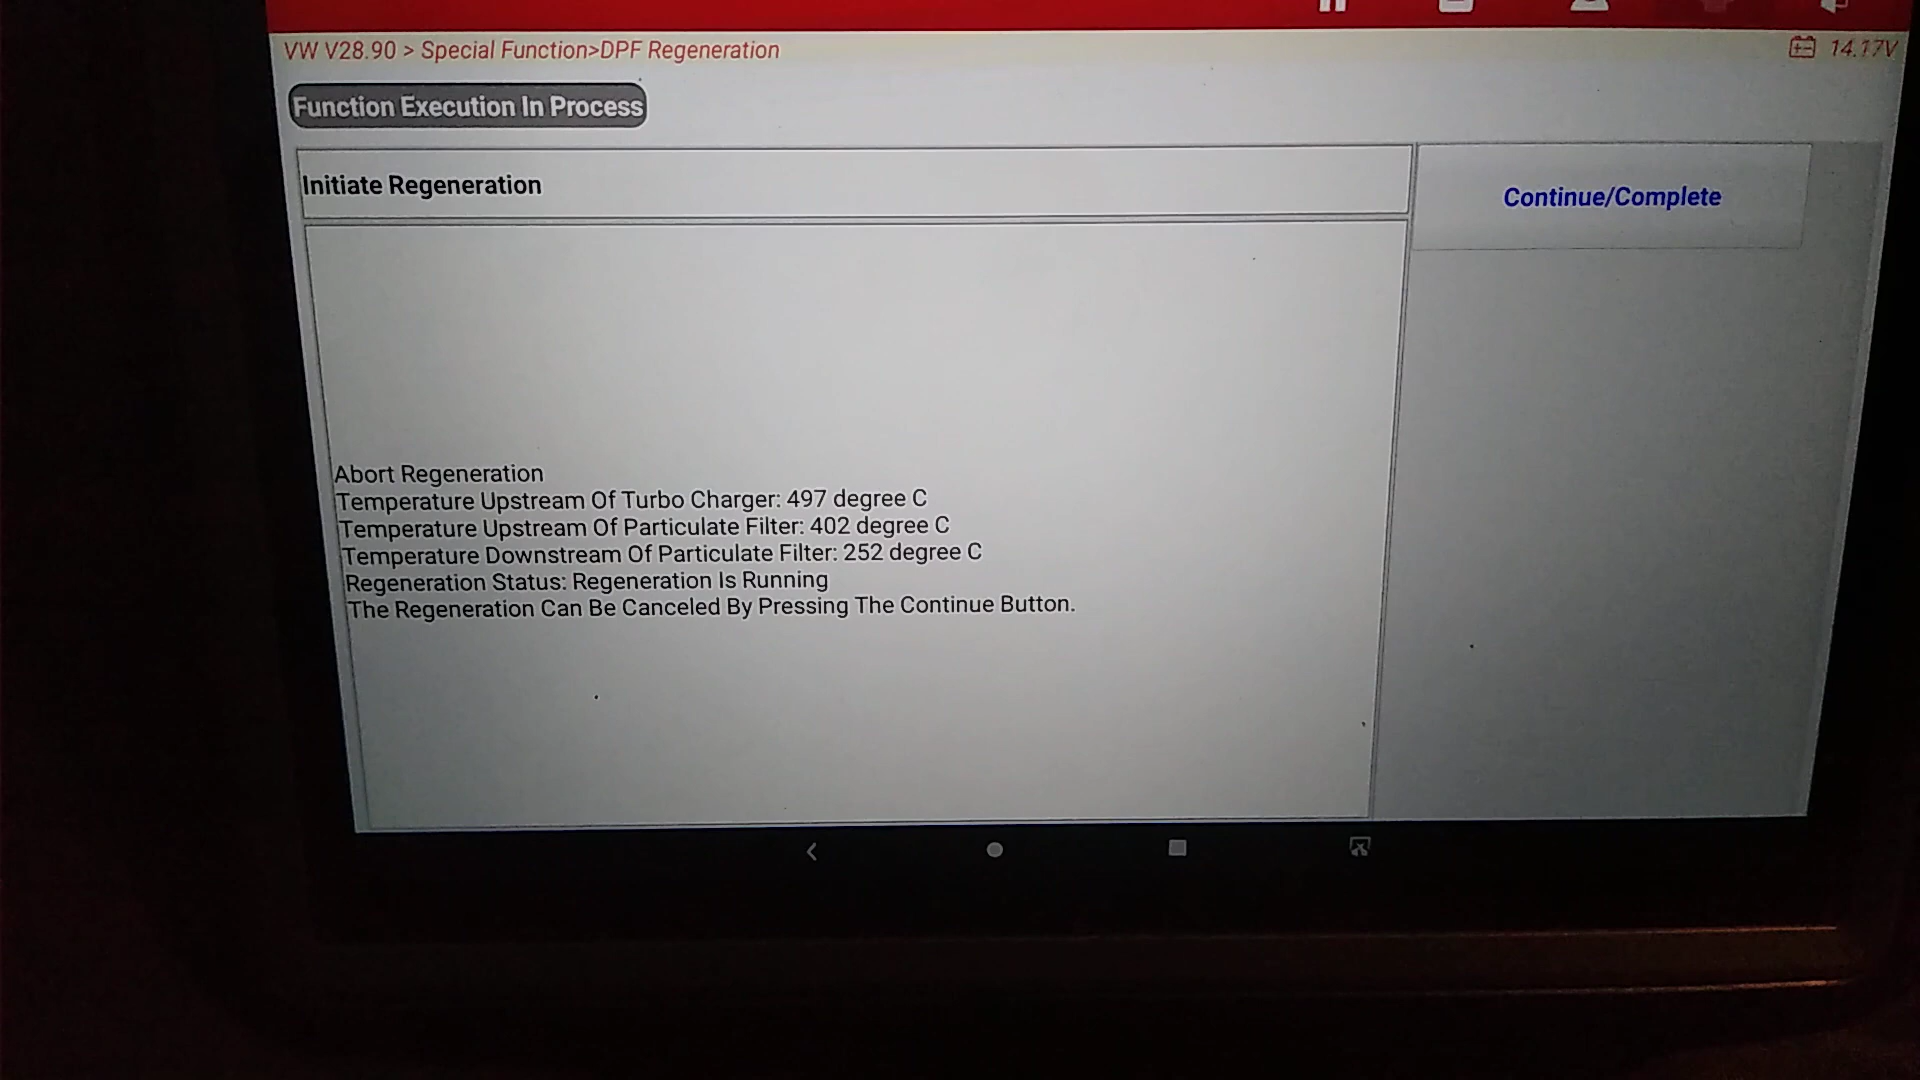 VW V28.90 > Special Function>DPF Regeneration
14.17V
Function Execution In Process
Initiate Regeneration
Continue/Complete
Abort Regeneration
Temperature Upstream Of Turbo Charger: 497 degree C
Temperature Upstream Of Particulate Filter: 402 degree C
Temperature Downstream Of Particulate Filter: 252 degree C
Regeneration Status: Regeneration Is Running
The Regeneration Can Be Canceled By Pressing The Continue Button.